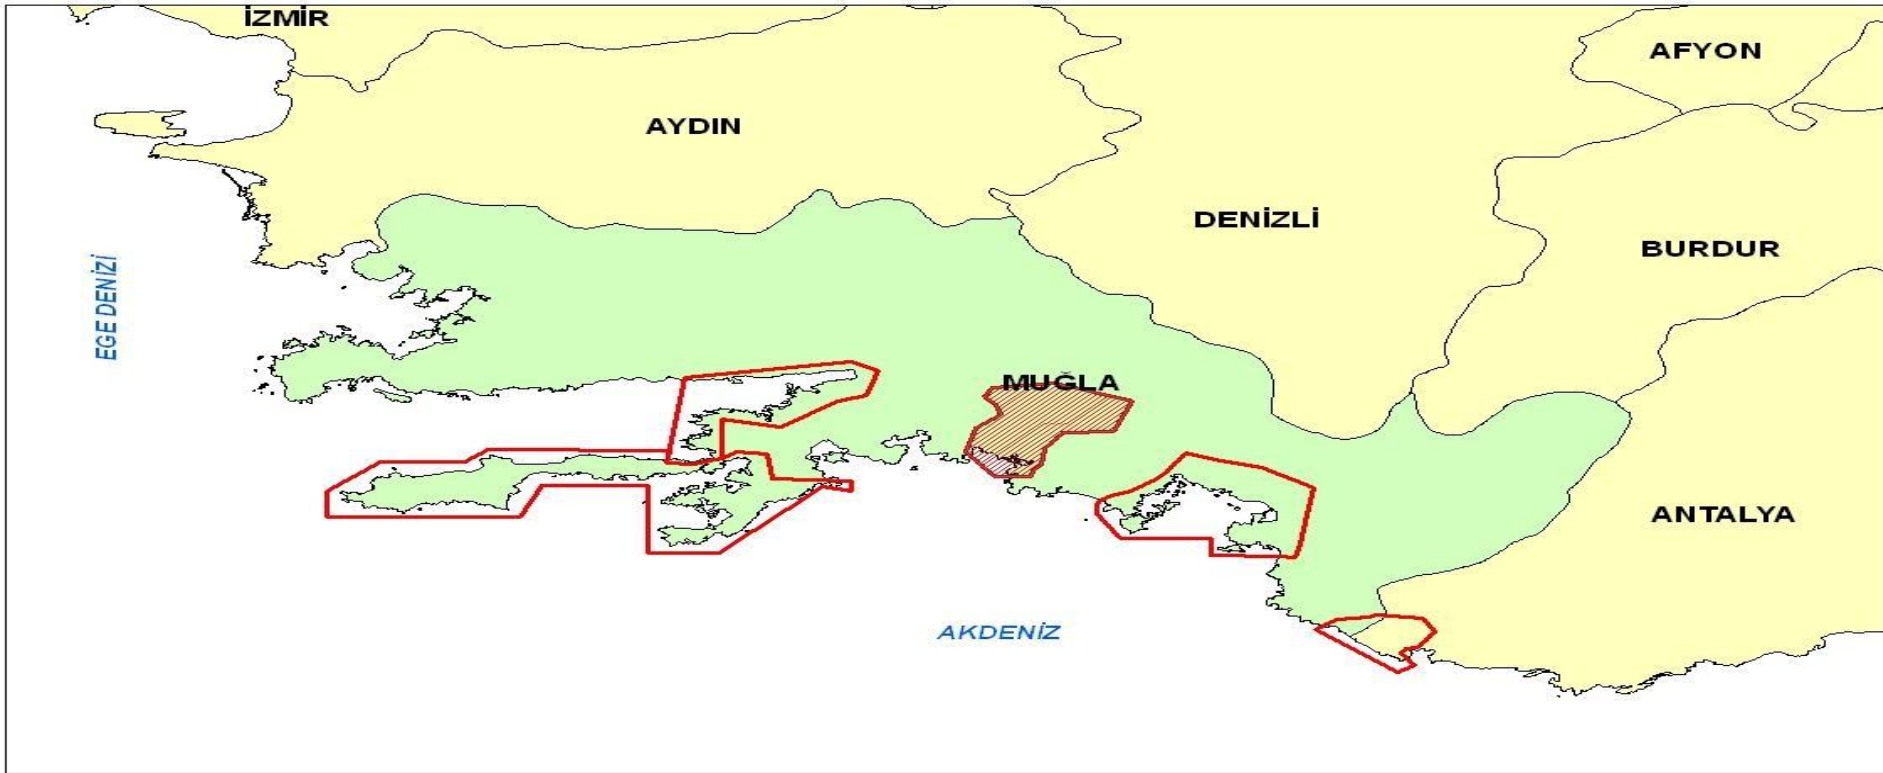 İZMİR
AFYON
AYDIN
DENİZLİ
BURDUR
EGE DENİZİ
MUĞLA
ANTALYA
AKDENİZ